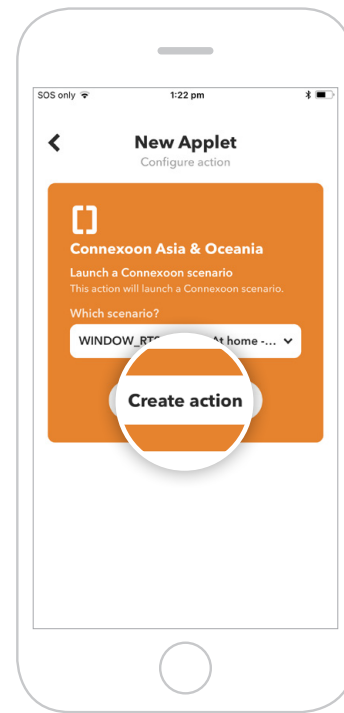 SOS only 1:22 pm
New Applet
Configure action
Connexoon Asia & Oceania
Launch a Connexoon scenario
This action will launch a Connexoon scenario.
Which scenario?
WINDOW_RTS At home -...
Create action